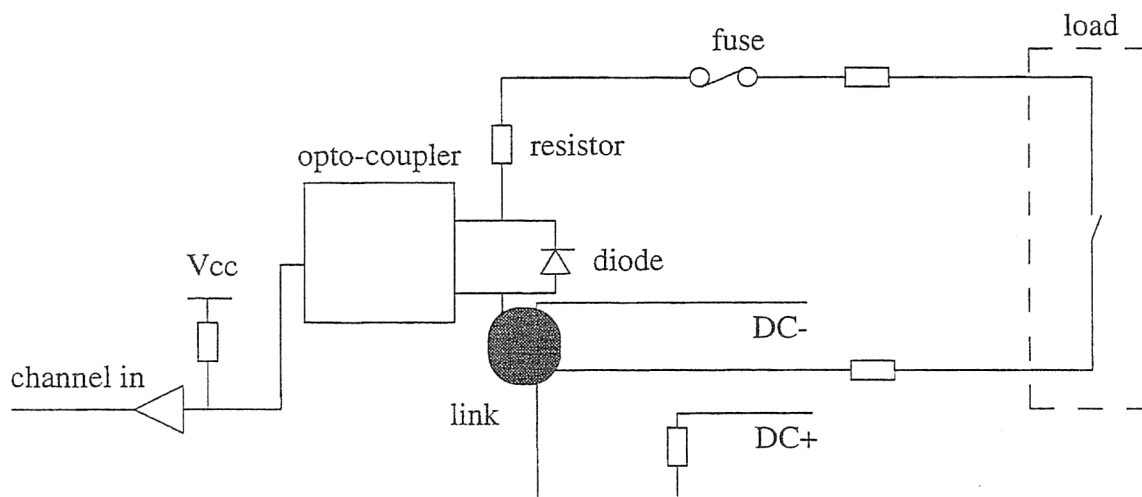 load
fuse
resistor
opto-coupler
Vcc
diode
DC-
channel in
link
DC+